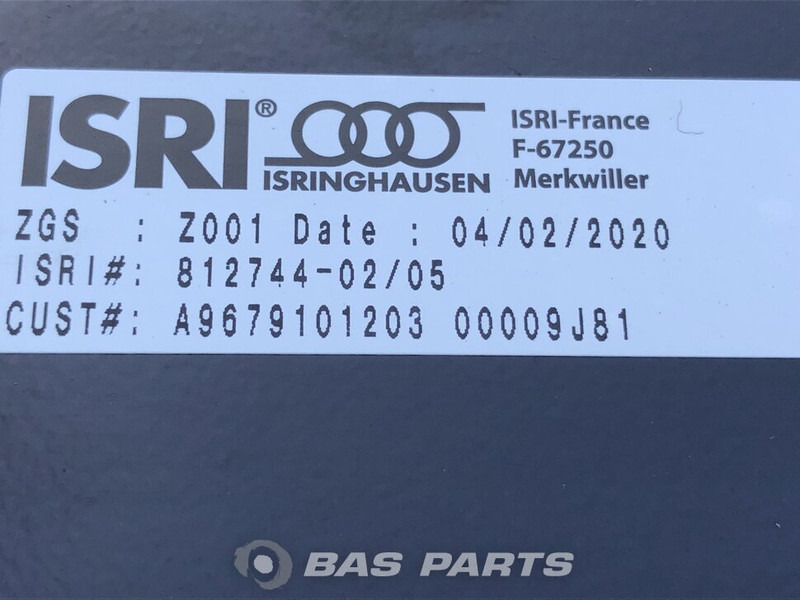 ISRI®
ISRINGHAUSEN
ISRI-France
F-67250
Merkwiller
ZGS : Z001 Date : 04/02/2020
ISRI#: 812744-02/05
CUST#: A9679101203 00009J81
BAS PARTS